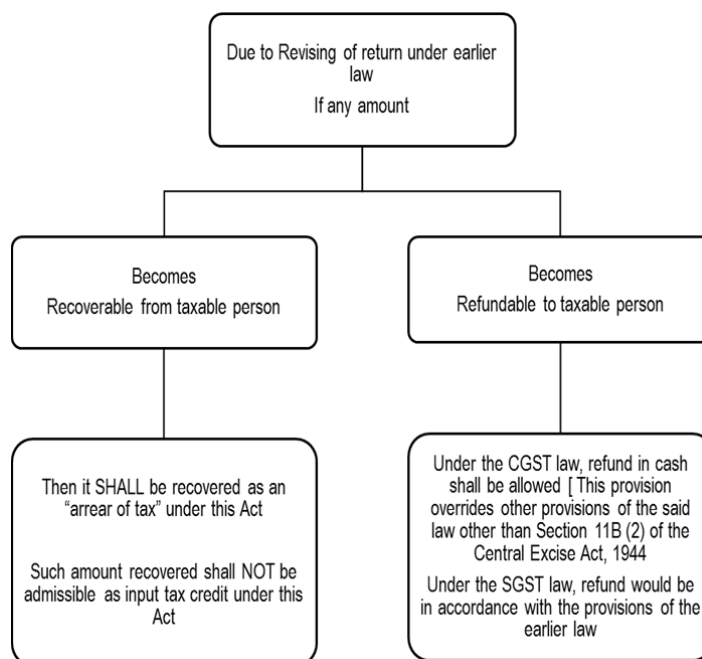 Due to Revising of return under earlier
law
If any amount
Becomes
Recoverable from taxable person
Becomes
Refundable to taxable person
Then it SHALL be recovered as an
“arrear of tax” under this Act
Such amount recovered shall NOT be
admissible as input tax credit under this
Act
Under the CGST law, refund in cash
shall be allowed [ This provision
overrides other provisions of the said
law other than Section 11B (2) of the
Central Excise Act, 1944
Under the SGST law, refund would be
in accordance with the provisions of the
earlier law